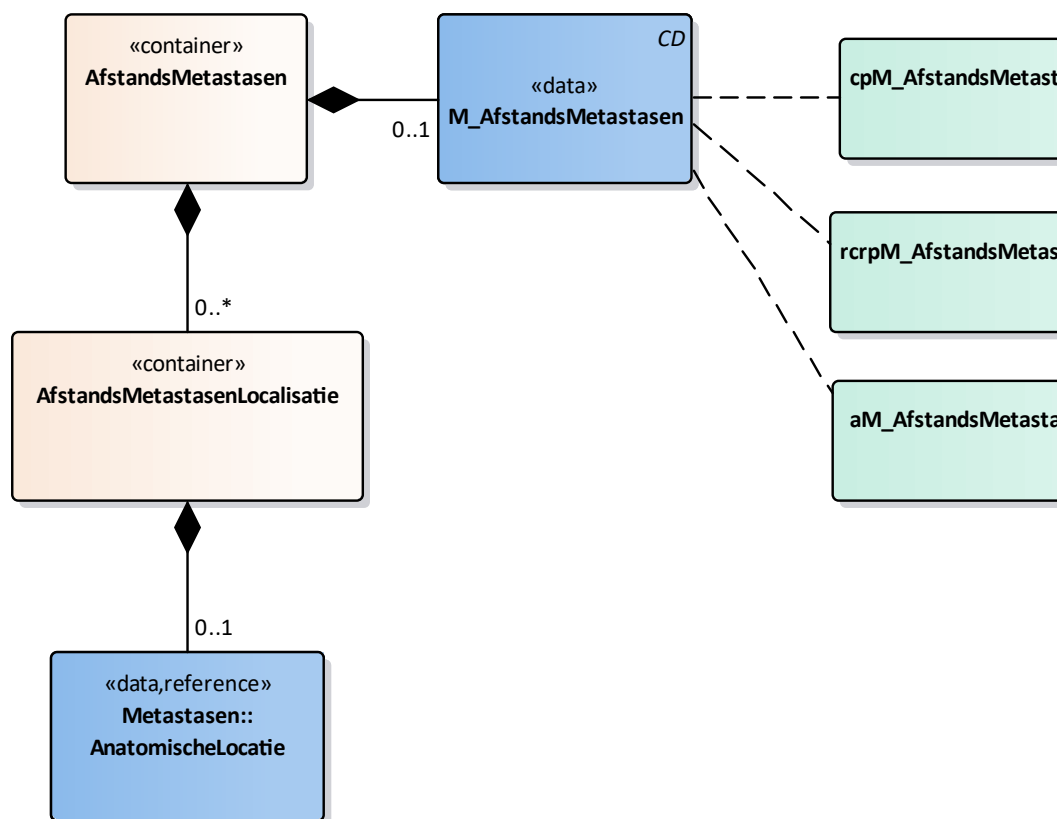 «container»
AfstandsMetastasen
CD
«data»
M_AfstandsMetastasen
0..1
cpM_AfstandsMetast
rcrpM_AfstandsMetas
aM_AfstandsMetasta
0..*
«container»
AfstandsMetastasenLocalisatie
0..1
«data,reference»
Metastasen::
AnatomischeLocatie